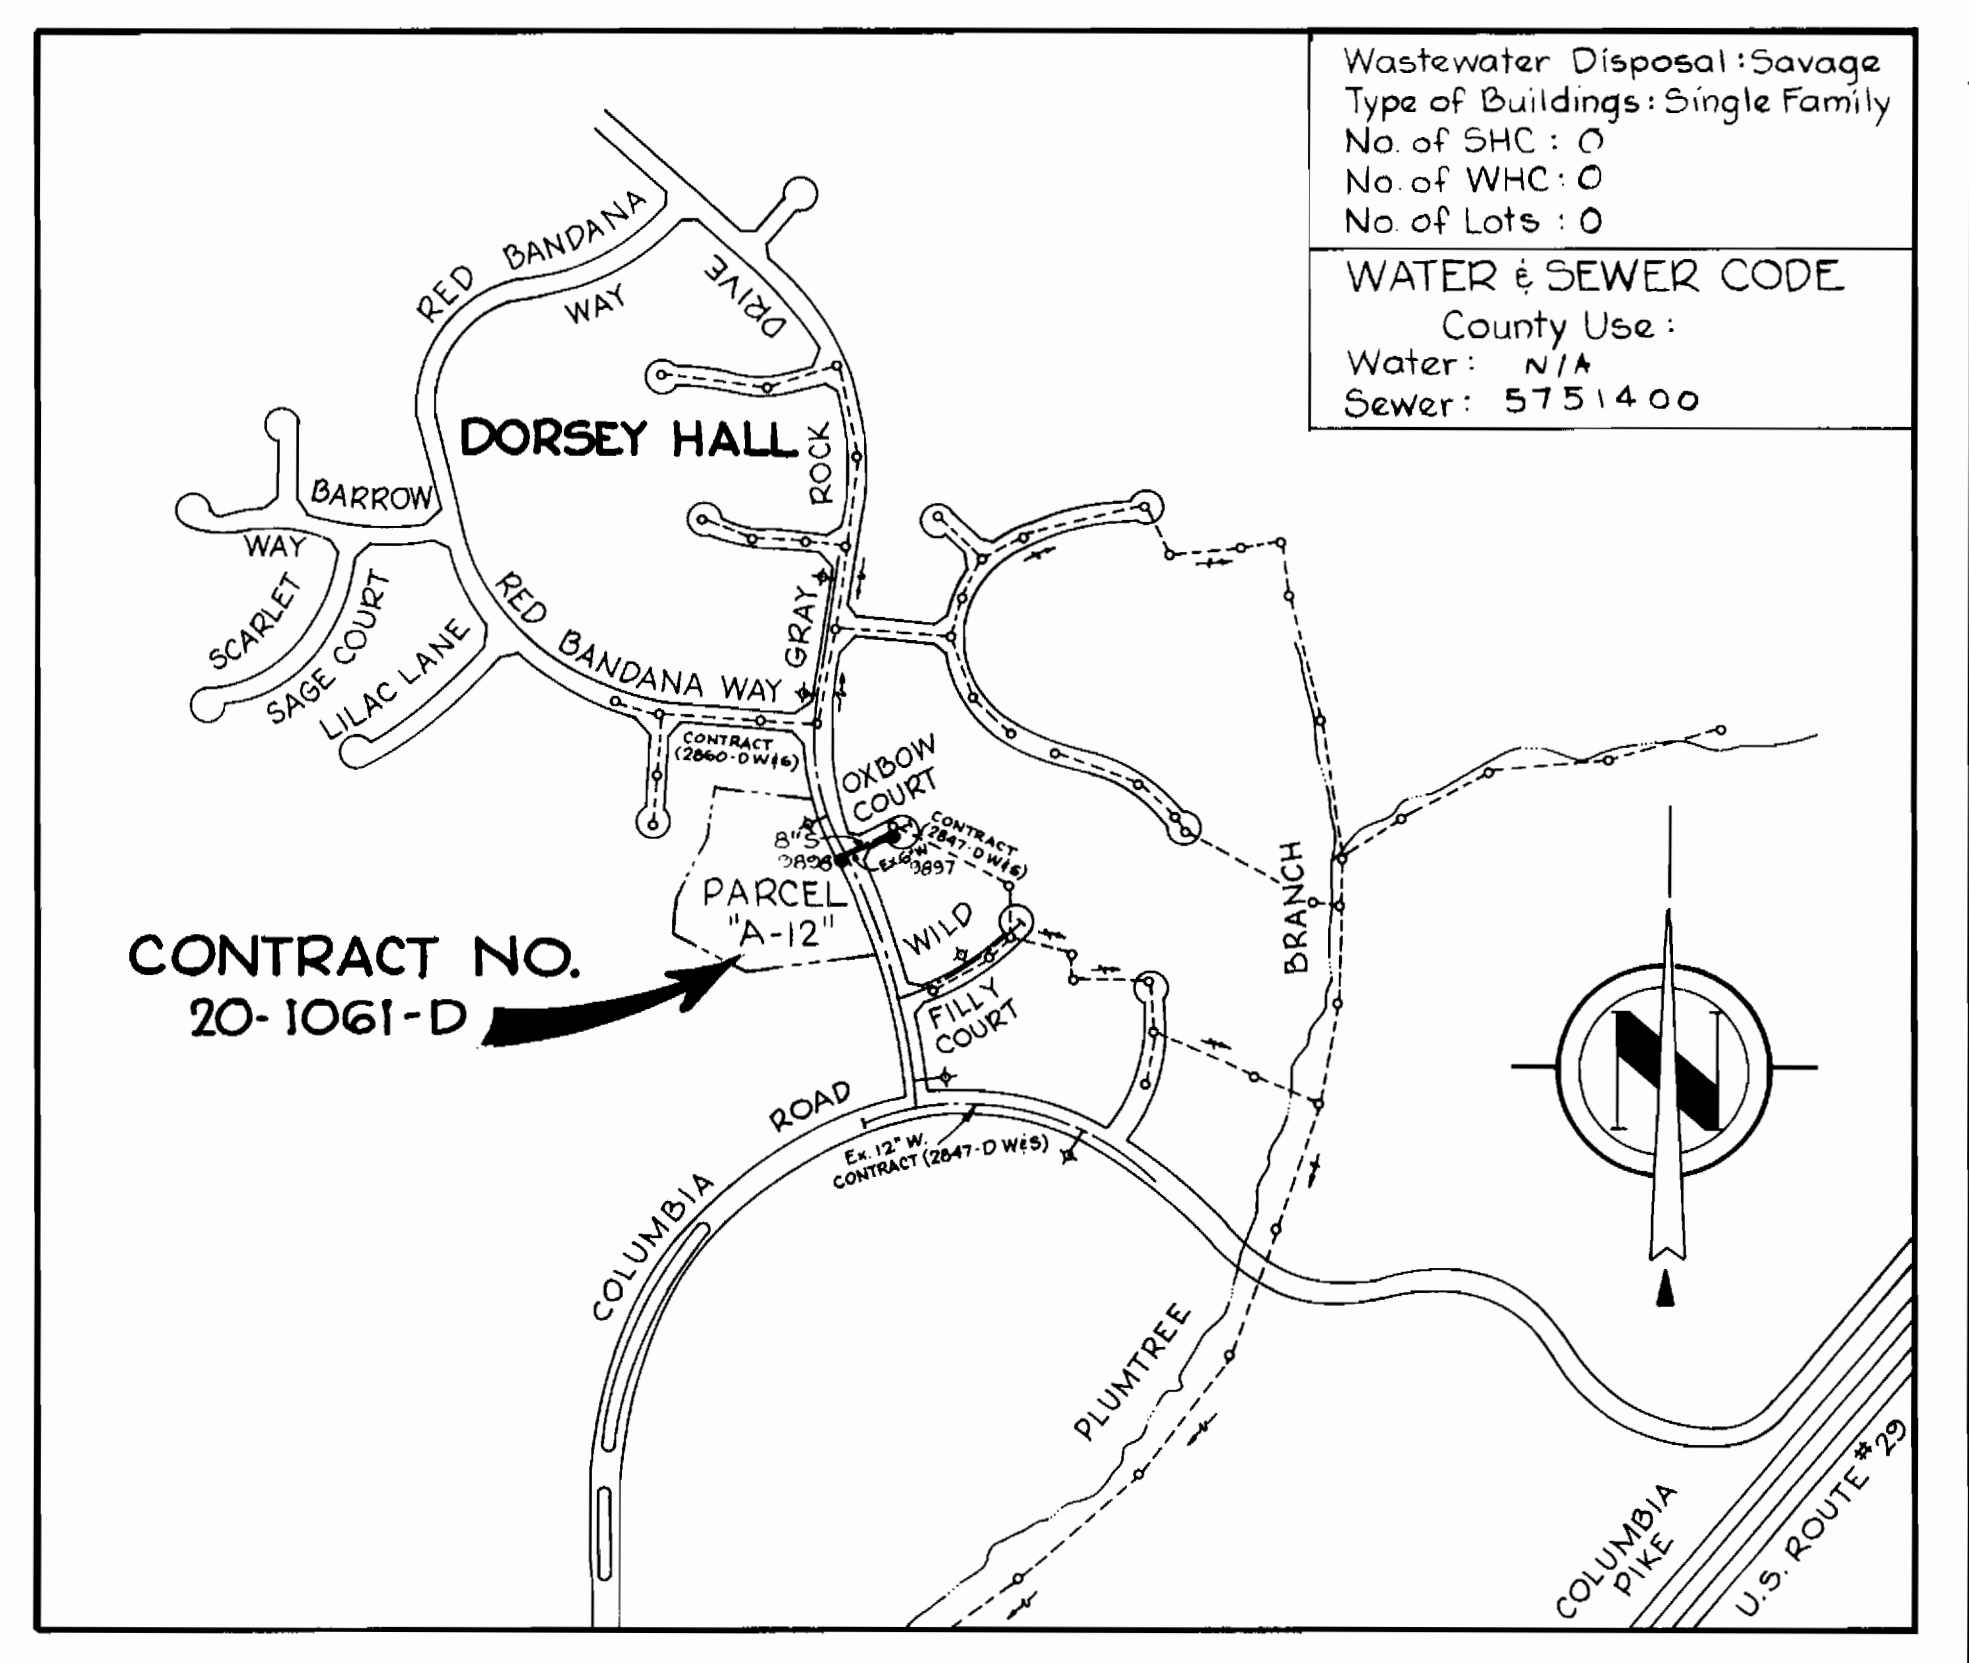 Wastewater Disposal : Savage
Type of Buildings : Single Family
No. of SHC : 0
No. of WHC : 0
No. of Lots : 0
WATER & SEWER CODE
County Use :
Water : N/A
Sewer : 5751400
RED BANDANA
WAY
DRIVE
ROCK
GRAY
DORSEY HALL
BARROW
WAY
SCARLET
SAGE COURT
LILAC LANE
RED BANDANA WAY
CONTRACT
(2860-D W&S)
OXBOW
COURT
CONTRACT
(2847-D W&S)
8"S
9898
Ex. W
9897
PARCEL
"A-12"
CONTRACT NO.
20-1061-D
WILD
FILLY
COURT
BRANCH
N
COLUMBIA
ROAD
Ex. 12" W.
CONTRACT (2847-D W&S)
PLUMTREE
COLUMBIA
PIKE
U.S. ROUTE #29